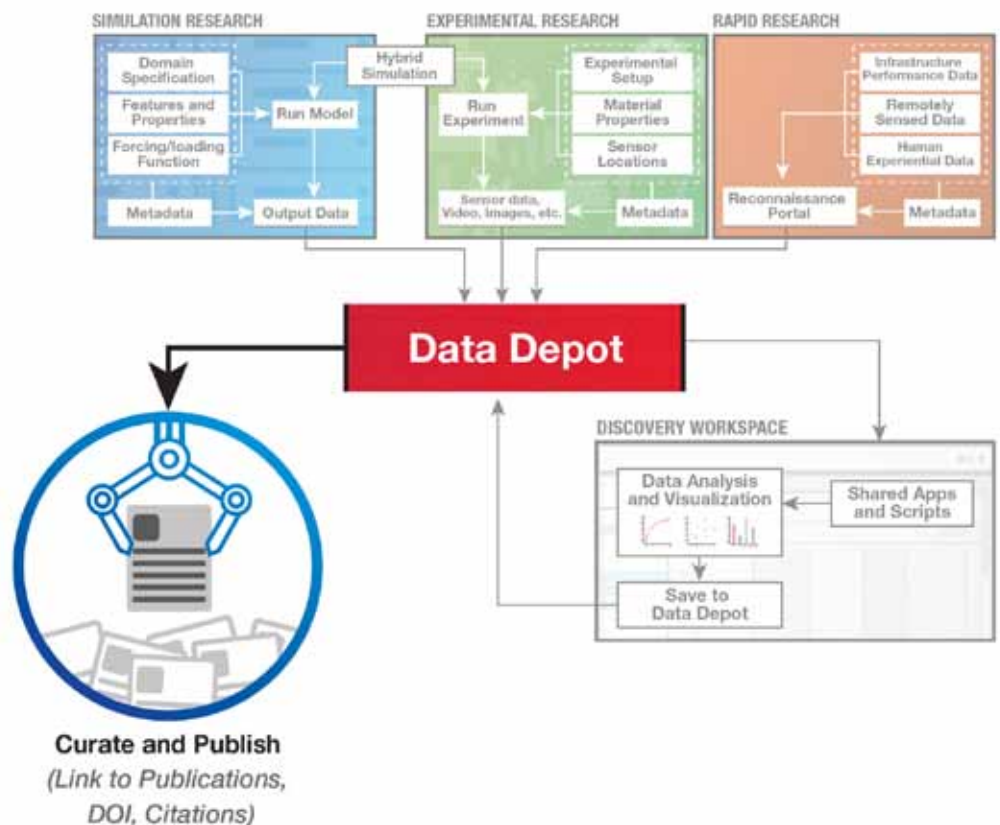 SIMULATION RESEARCH
Domain
Specification
Features and
Properties
Forcing/loading
Function
Metadata
Run Model
Output Data
Hybrid
Simulation
EXPERIMENTAL RESEARCH
Run
Experiment
Experimental
Setup
Material
Properties
Sensor
Locations
Sensor data,
Video, Images, etc.
Metadata
RAPID RESEARCH
Infrastructure
Performance Data
Remotely
Sensed Data
Human
Experiential Data
Reconnaissance
Portal
Metadata
Data Depot
DISCOVERY WORKSPACE
Data Analysis
and Visualization
Shared Apps
and Scripts
Save to
Data Depot
Curate and Publish
(Link to Publications,
DOI, Citations)